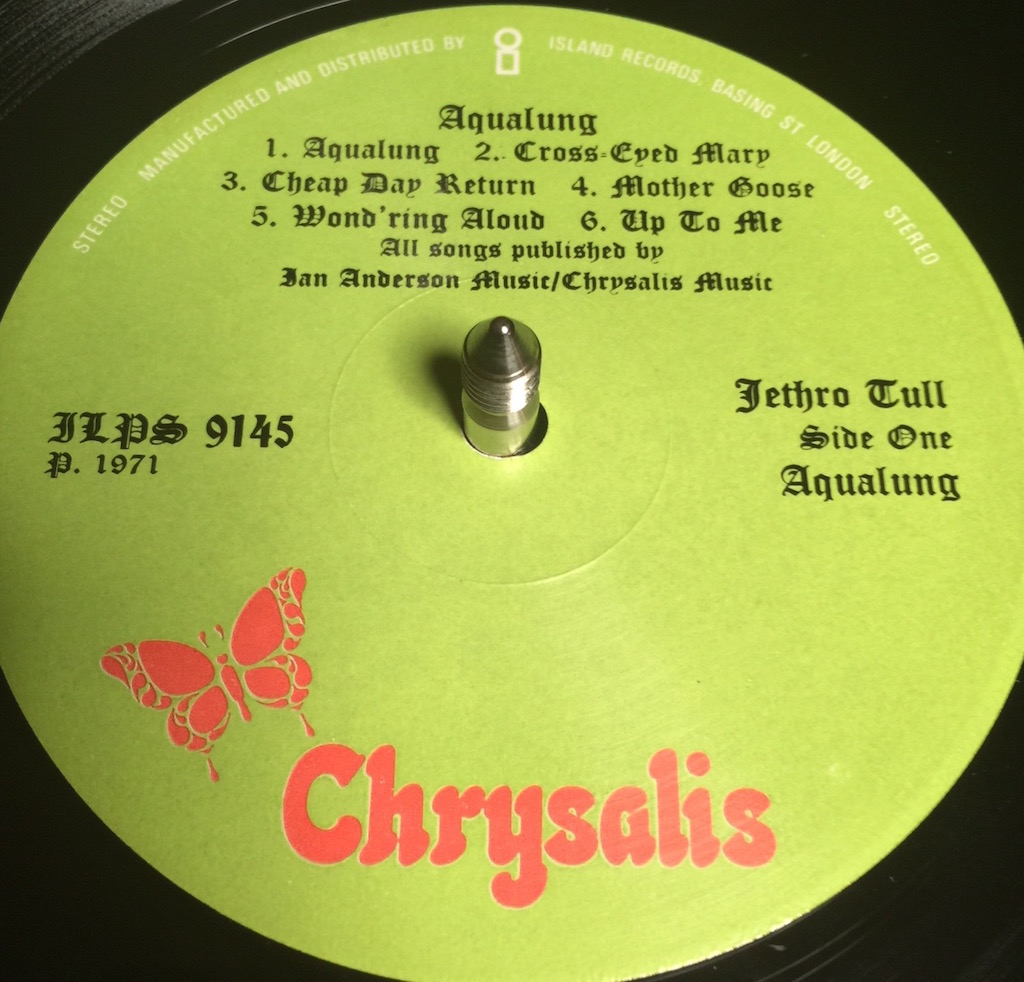 STEREO MANUFACTURED AND DISTRIBUTED BY ISLAND RECORDS, BASING ST LONDON STEREO
Aqualung
1. Aqualung 2. Cross-Eyed Mary
3. Cheap Day Return 4. Mother Goose
5. Wond'ring Aloud 6. Up To Me
All songs published by
Ian Anderson Music/Chrysalis Music
ILPS 9145
P. 1971
Jethro Tull
Side One
Aqualung
Chrysalis